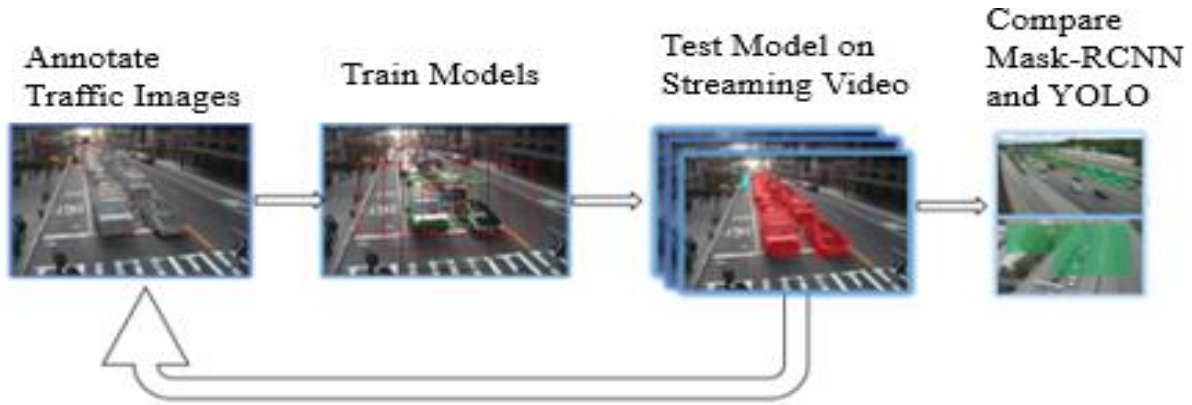 Annotate
Traffic Images
Train Models
Test Model on
Streaming Video
Compare
Mask-RCNN
and YOLO